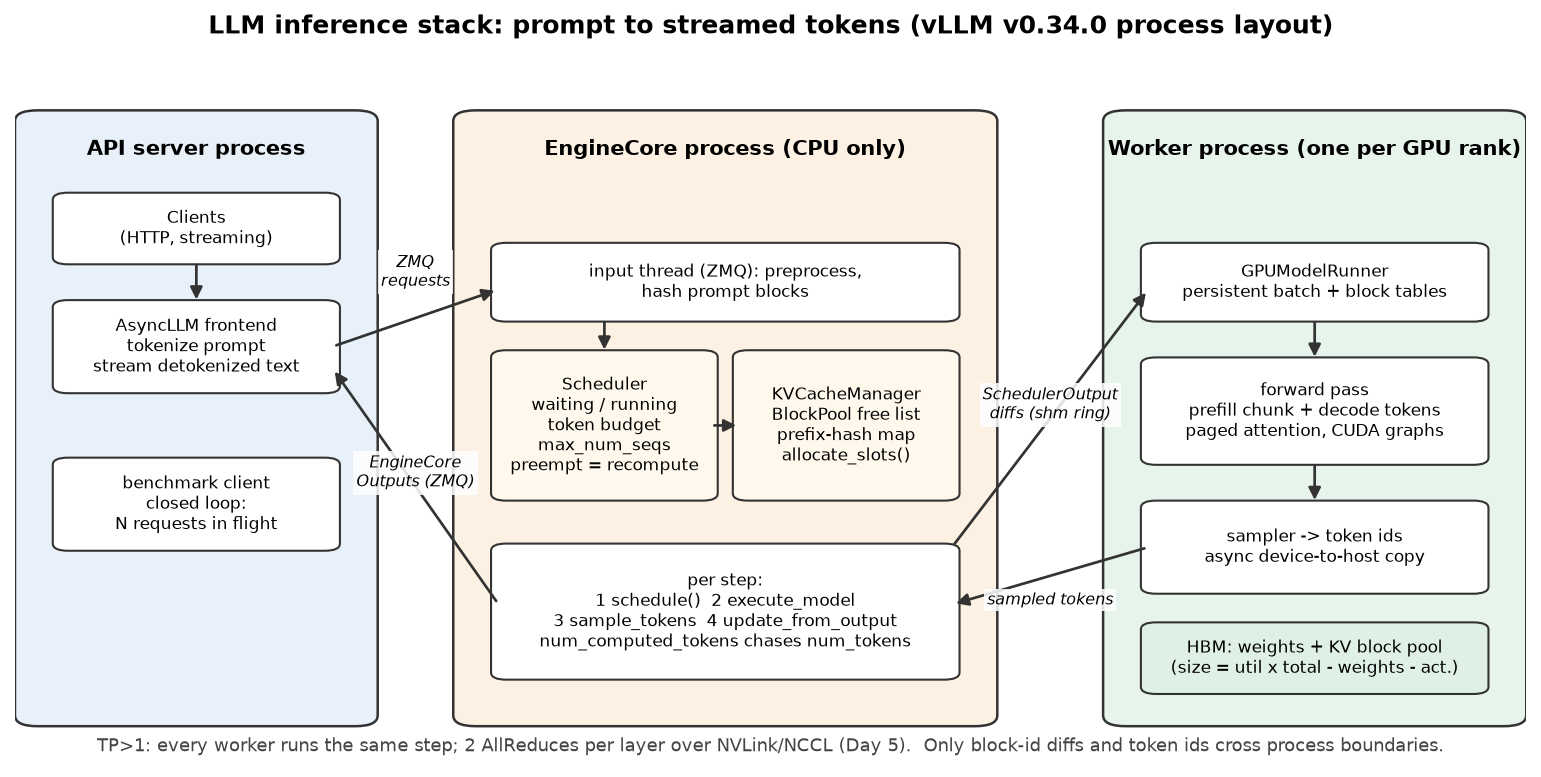 LLM inference stack: prompt to streamed tokens (vLLM v0.34.0 process layout)
API server process
Clients
(HTTP, streaming)
AsyncLLM frontend
tokenize prompt
stream detokenized text
benchmark client
closed loop:
N requests in flight
ZMQ
requests
EngineCore
Outputs (ZMQ)
EngineCore process (CPU only)
input thread (ZMQ): preprocess,
hash prompt blocks
Scheduler
waiting / running
token budget
max_num_seqs
preempt = recompute
KVCacheManager
BlockPool free list
prefix-hash map
allocate_slots()
per step:
1 schedule()  2 execute_model
3 sample_tokens  4 update_from_output
num_computed_tokens chases num_tokens
SchedulerOutput
diffs (shm ring)
sampled tokens
Worker process (one per GPU rank)
GPUModelRunner
persistent batch + block tables
forward pass
prefill chunk + decode tokens
paged attention, CUDA graphs
sampler -> token ids
async device-to-host copy
HBM: weights + KV block pool
(size = util x total - weights - act.)
TP>1: every worker runs the same step; 2 AllReduces per layer over NVLink/NCCL (Day 5).  Only block-id diffs and token ids cross process boundaries.